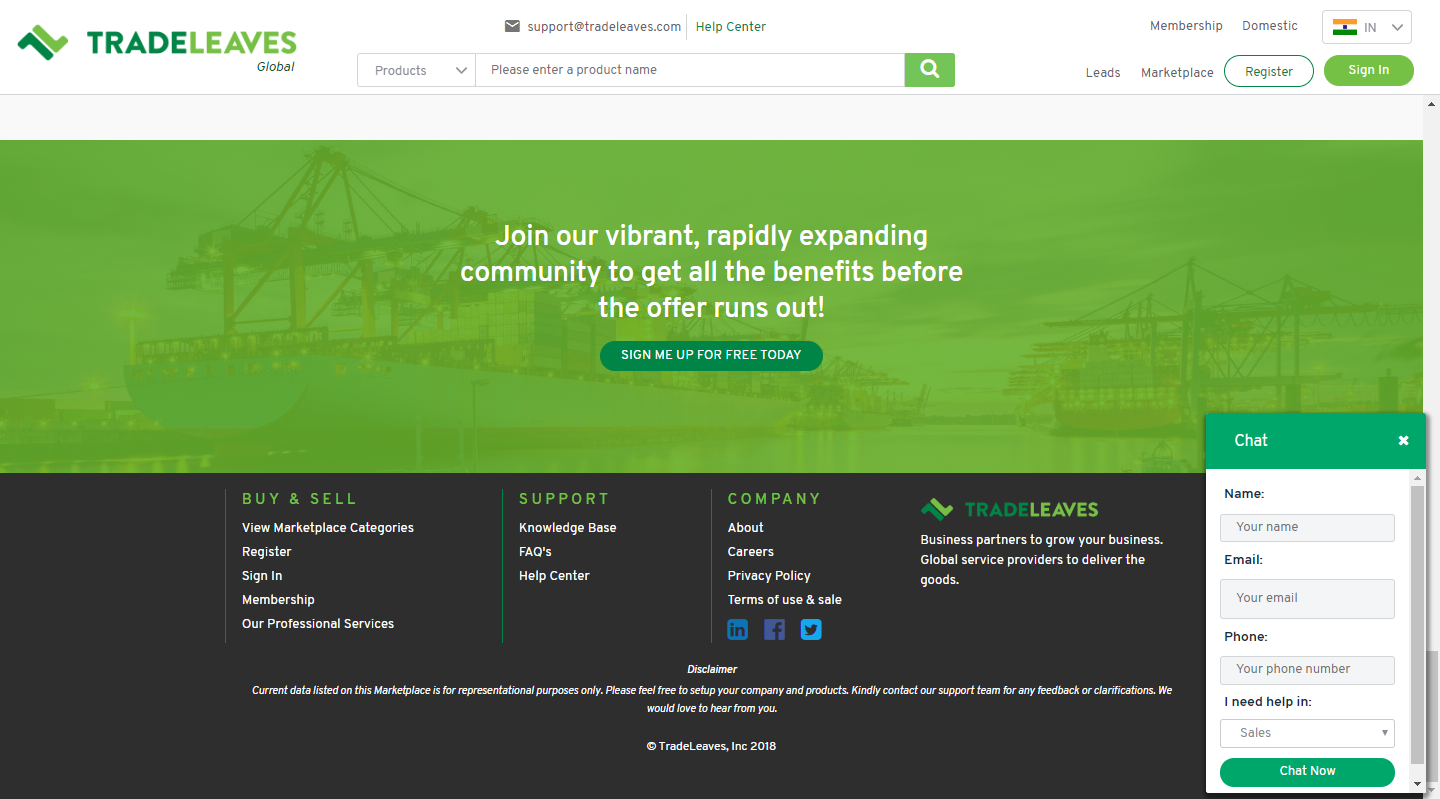 support@tradeleaves.com Help Center
Membership Domestic IN
TRADELEAVES
Global
Products Please enter a product name
Leads Marketplace Register Sign In
Join our vibrant, rapidly expanding
community to get all the benefits before
the offer runs out!
SIGN ME UP FOR FREE TODAY
BUY & SELL
View Marketplace Categories
Register
Sign In
Membership
Our Professional Services
SUPPORT
Knowledge Base
FAQ's
Help Center
COMPANY
About
Careers
Privacy Policy
Terms of use & sale
in f
TRADELEAVES
Business partners to grow your business.
Global service providers to deliver the
goods.
Disclaimer
Current data listed on this Marketplace is for representational purposes only. Please feel free to setup your company and products. Kindly contact our support team for any feedback or clarifications. We
would love to hear from you.
© TradeLeaves, Inc 2018
Chat
Name:
Your name
Email:
Your email
Phone:
Your phone number
I need help in:
Sales
Chat Now